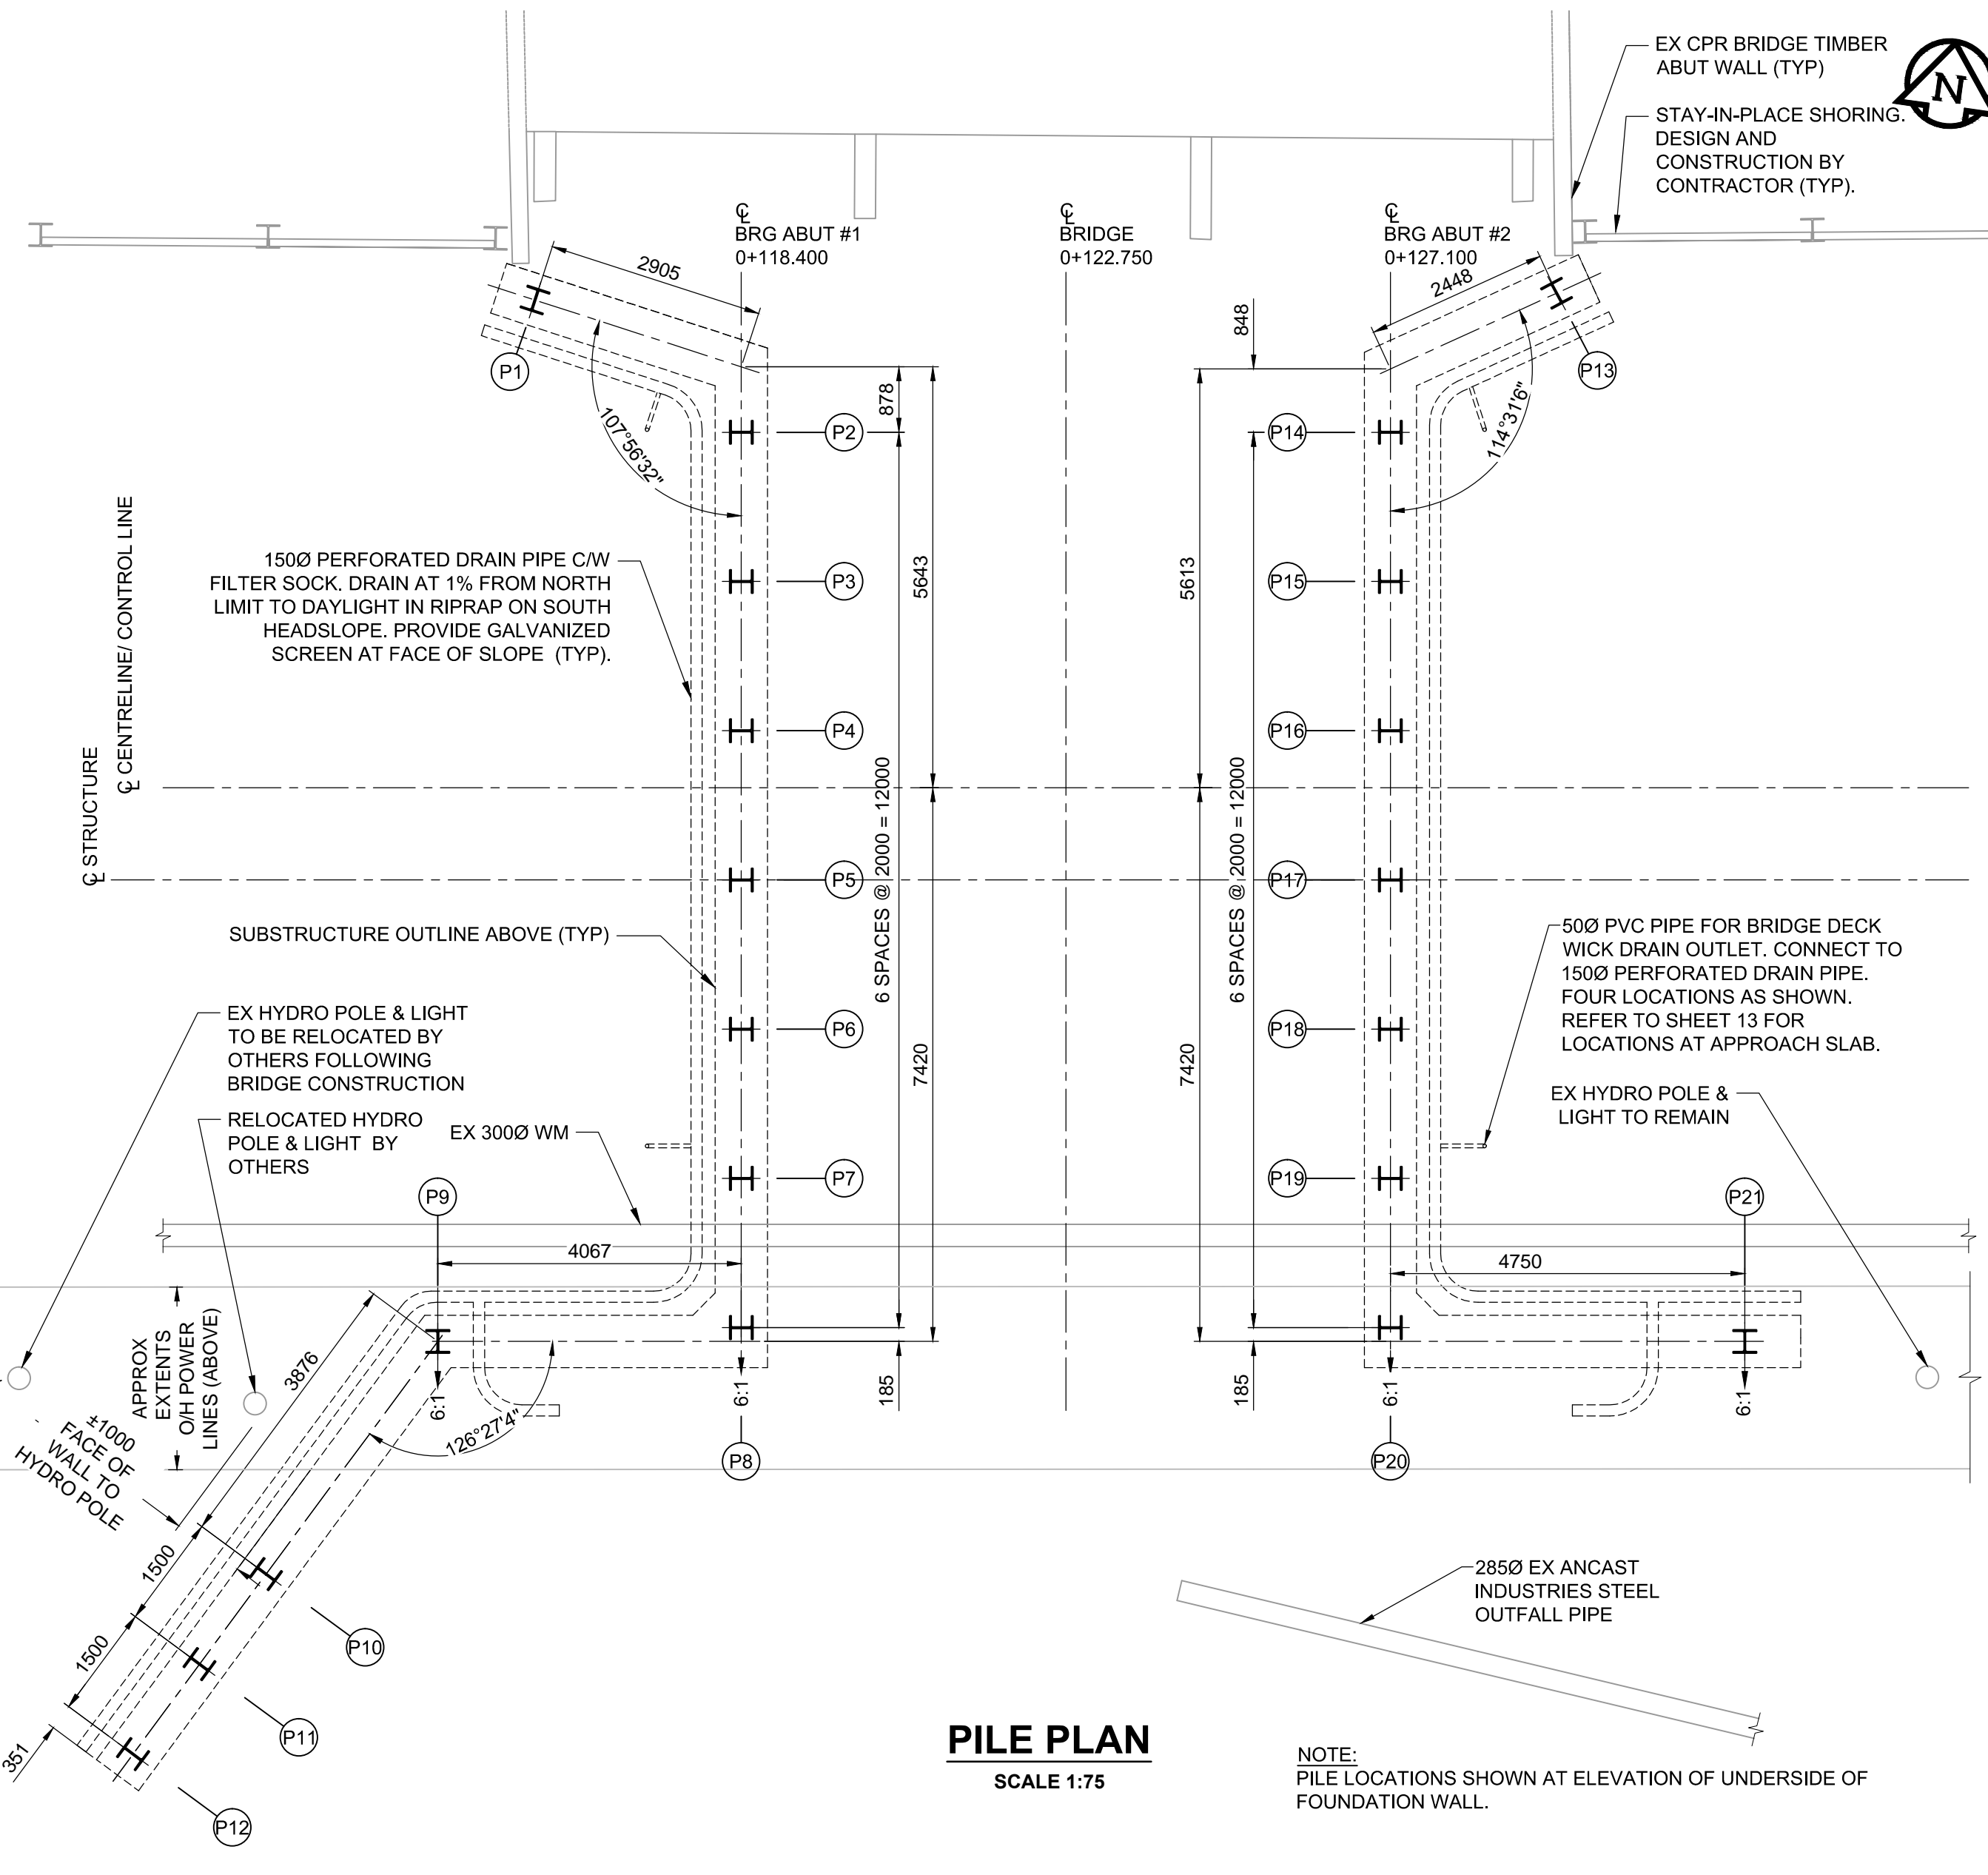 EX CPR BRIDGE TIMBER
ABUT WALL (TYP)
N
STAY-IN-PLACE SHORING.
DESIGN AND
CONSTRUCTION BY
CONTRACTOR (TYP).
℄
BRG ABUT #1
0+118.400
℄
BRIDGE
0+122.750
℄
BRG ABUT #2
0+127.100
2905
2448
848
P1
P13
878
107°56'32"
114°31'6"
P2
P14
℄ CENTRELINE/ CONTROL LINE
℄ STRUCTURE
150Ø PERFORATED DRAIN PIPE C/W
FILTER SOCK. DRAIN AT 1% FROM NORTH
LIMIT TO DAYLIGHT IN RIPRAP ON SOUTH
HEADSLOPE. PROVIDE GALVANIZED
SCREEN AT FACE OF SLOPE (TYP).
P3
5643
5613
P15
P4
P16
6 SPACES @ 2000 = 12000
6 SPACES @ 2000 = 12000
P5
P17
SUBSTRUCTURE OUTLINE ABOVE (TYP)
50Ø PVC PIPE FOR BRIDGE DECK
WICK DRAIN OUTLET. CONNECT TO
150Ø PERFORATED DRAIN PIPE.
FOUR LOCATIONS AS SHOWN.
REFER TO SHEET 13 FOR
LOCATIONS AT APPROACH SLAB.
EX HYDRO POLE & LIGHT
TO BE RELOCATED BY
OTHERS FOLLOWING
BRIDGE CONSTRUCTION
P6
P18
7420
7420
RELOCATED HYDRO
POLE & LIGHT BY
OTHERS
EX 300Ø WM
EX HYDRO POLE &
LIGHT TO REMAIN
P7
P19
P9
P21
4067
4750
APPROX
EXTENTS
O/H POWER
LINES (ABOVE)
3876
6:1
6:1
185
185
6:1
6:1
126°27'4"
±1000
FACE OF
WALL TO
HYDRO POLE
P8
P20
1500
1500
351
P10
P11
P12
285Ø EX ANCAST
INDUSTRIES STEEL
OUTFALL PIPE
PILE PLAN
SCALE 1:75
NOTE:
PILE LOCATIONS SHOWN AT ELEVATION OF UNDERSIDE OF
FOUNDATION WALL.